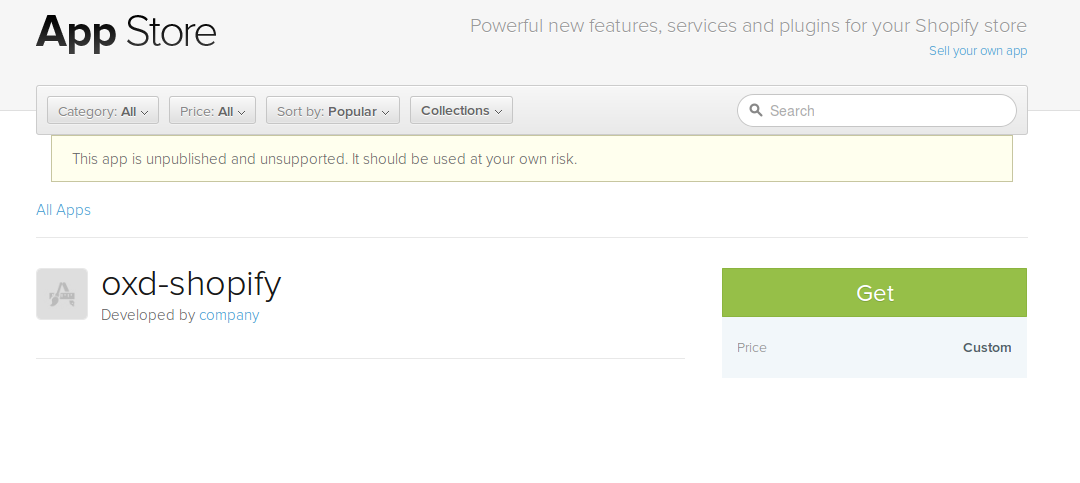 App Store
Powerful new features, services and plugins for your Shopify store
Sell your own app
Category: All
Price: All
Sort by: Popular
Collections
Search
This app is unpublished and unsupported. It should be used at your own risk.
All Apps
oxd-shopify
Developed by company
Get
Price Custom